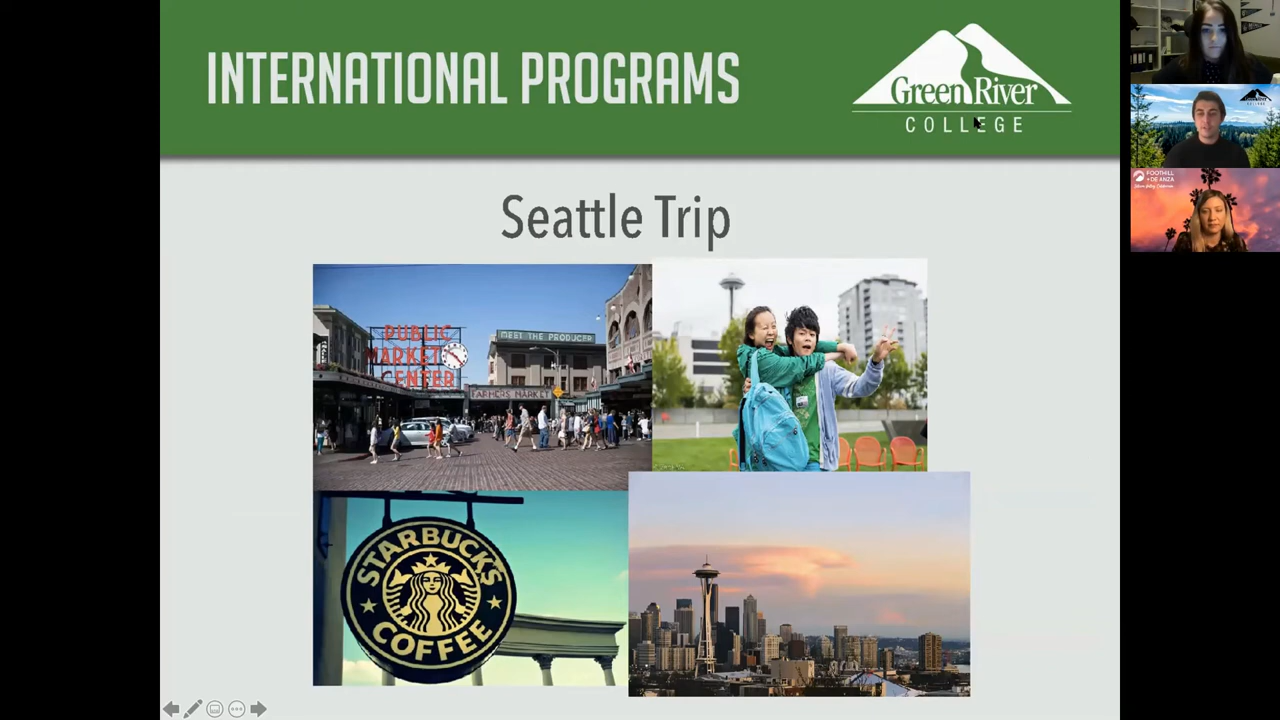 INTERNATIONAL PROGRAMS
Green River
COLLEGE
Seattle Trip
PUBLIC
MARKET
CENTER
MEET THE PRODUCER
FARMERS MARKET
STARBUCKS
COFFEE
FOOTHILL
DE ANZA